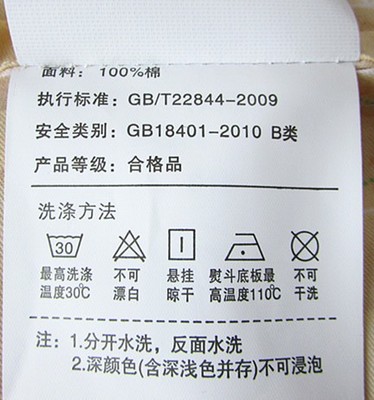 面料：100%棉
执行标准：GB/T22844-2009
安全类别：GB18401-2010 B类
产品等级：合格品
洗涤方法
30
最高洗涤 不可 悬挂 熨斗底板最 不可
温度30℃ 漂白 晾干 高温度110℃ 干洗
注：1.分开水洗，反面水洗
2.深颜色(含深浅色并存)不可浸泡